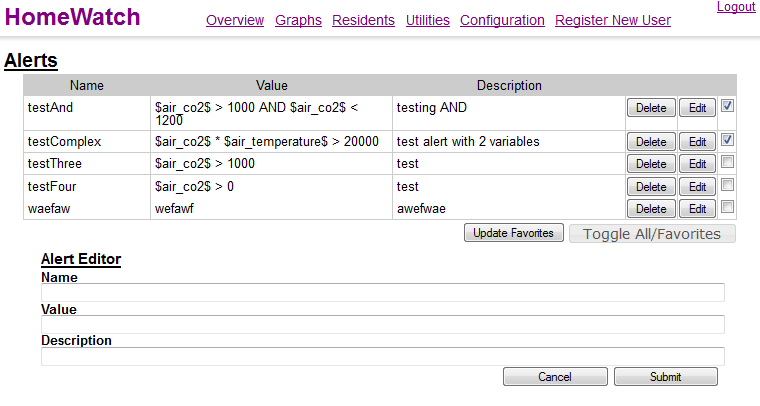 HomeWatch Overview Graphs Residents Utilities Configuration Register New User Logout
Alerts
Name Value Description
testAnd $air_co2$ > 1000 AND $air_co2$ < testing AND Delete Edit
1200
testComplex $air_co2$ * $air_temperature$ > 20000 test alert with 2 variables Delete Edit
testThree $air_co2$ > 1000 test Delete Edit
testFour $air_co2$ > 0 test Delete Edit
waefaw wefawf awefwae Delete Edit
Update Favorites Toggle All/Favorites
Alert Editor
Name
Value
Description
Cancel Submit